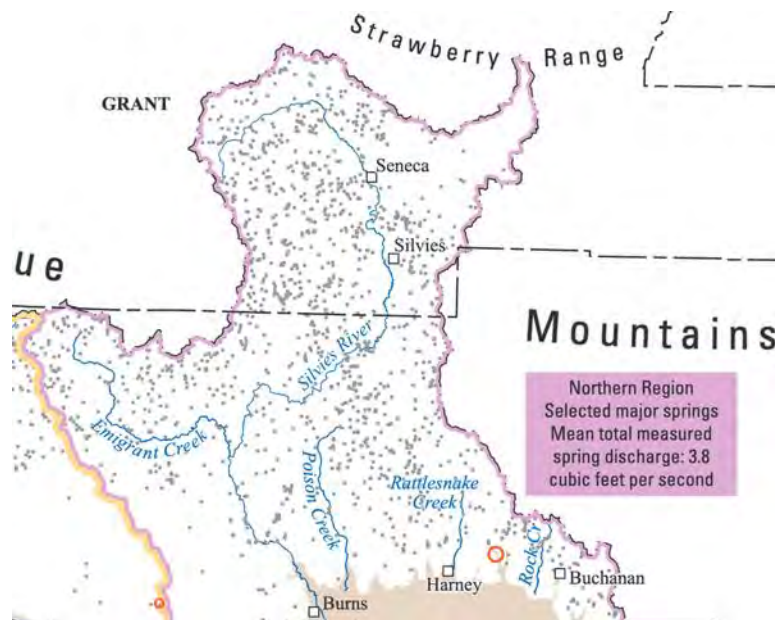 Strawberry Range
GRANT
Seneca
Silvies
ue
Mountains
Silvies River
Northern Region
Selected major springs
Mean total measured
spring discharge: 3.8
cubic feet per second
Emigrant Creek
Poison Creek
Rattlesnake
Creek
Rock Cr
Harney
Buchanan
Burns